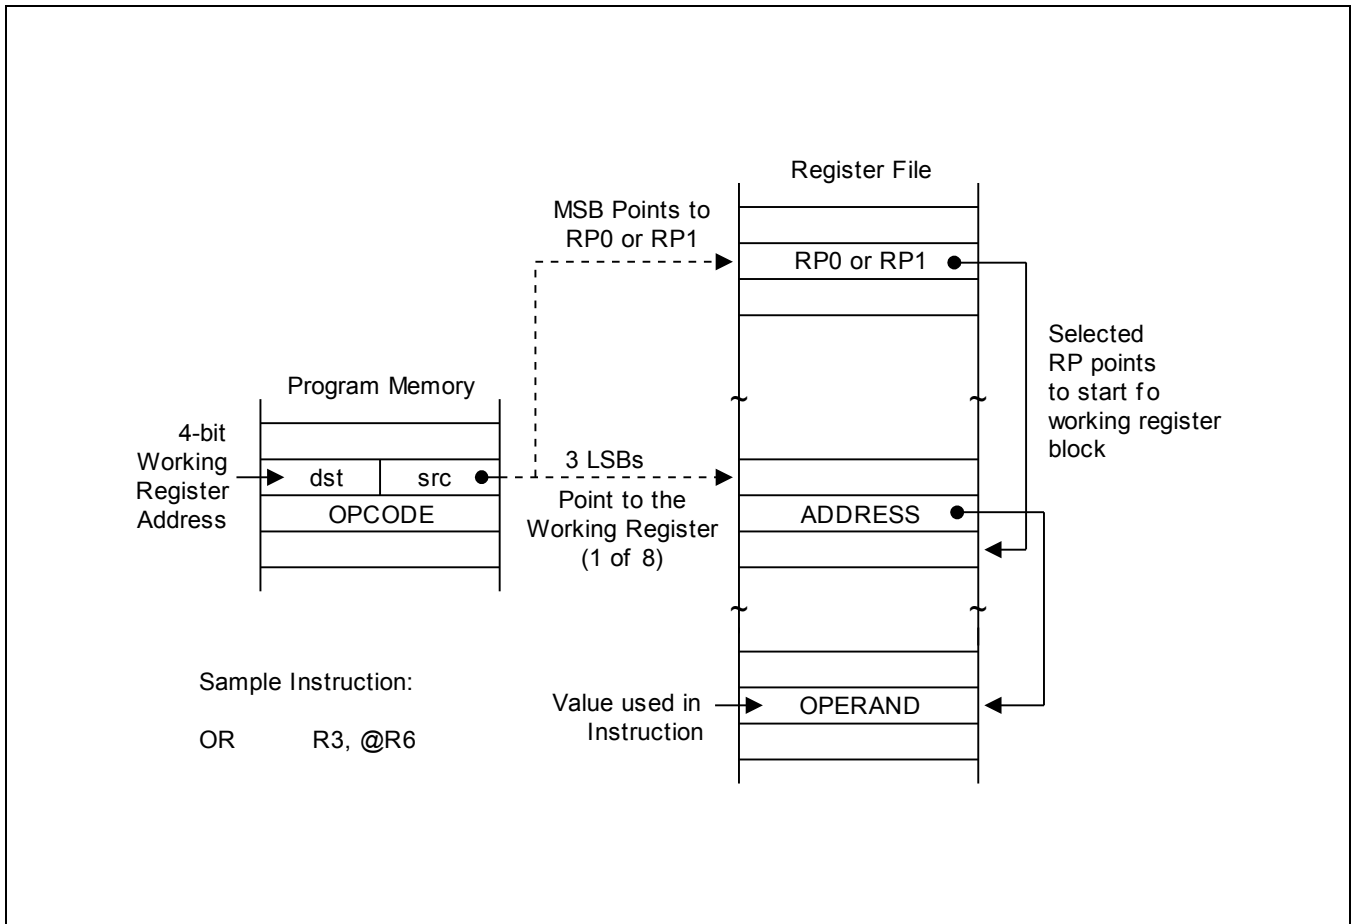 Register File
MSB Points to
RP0 or RP1
RP0 or RP1
Selected
RP points
to start fo
working register
block
Program Memory
4-bit
Working
Register
Address
dst
src
OPCODE
3 LSBs
Point to the
Working Register
(1 of 8)
ADDRESS
Sample Instruction:
OR R3, @R6
Value used in
Instruction
OPERAND
~
~
~
~